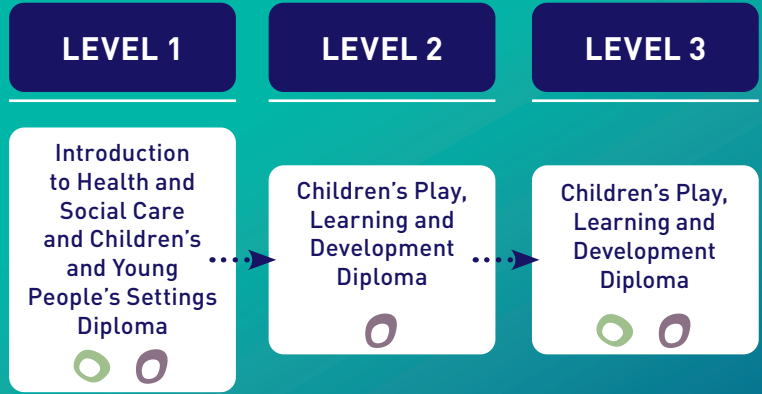 LEVEL 1
LEVEL 2
LEVEL 3
Introduction
to Health and
Social Care
and Children's
and Young
People's Settings
Diploma
Children's Play,
Learning and
Development
Diploma
Children's Play,
Learning and
Development
Diploma